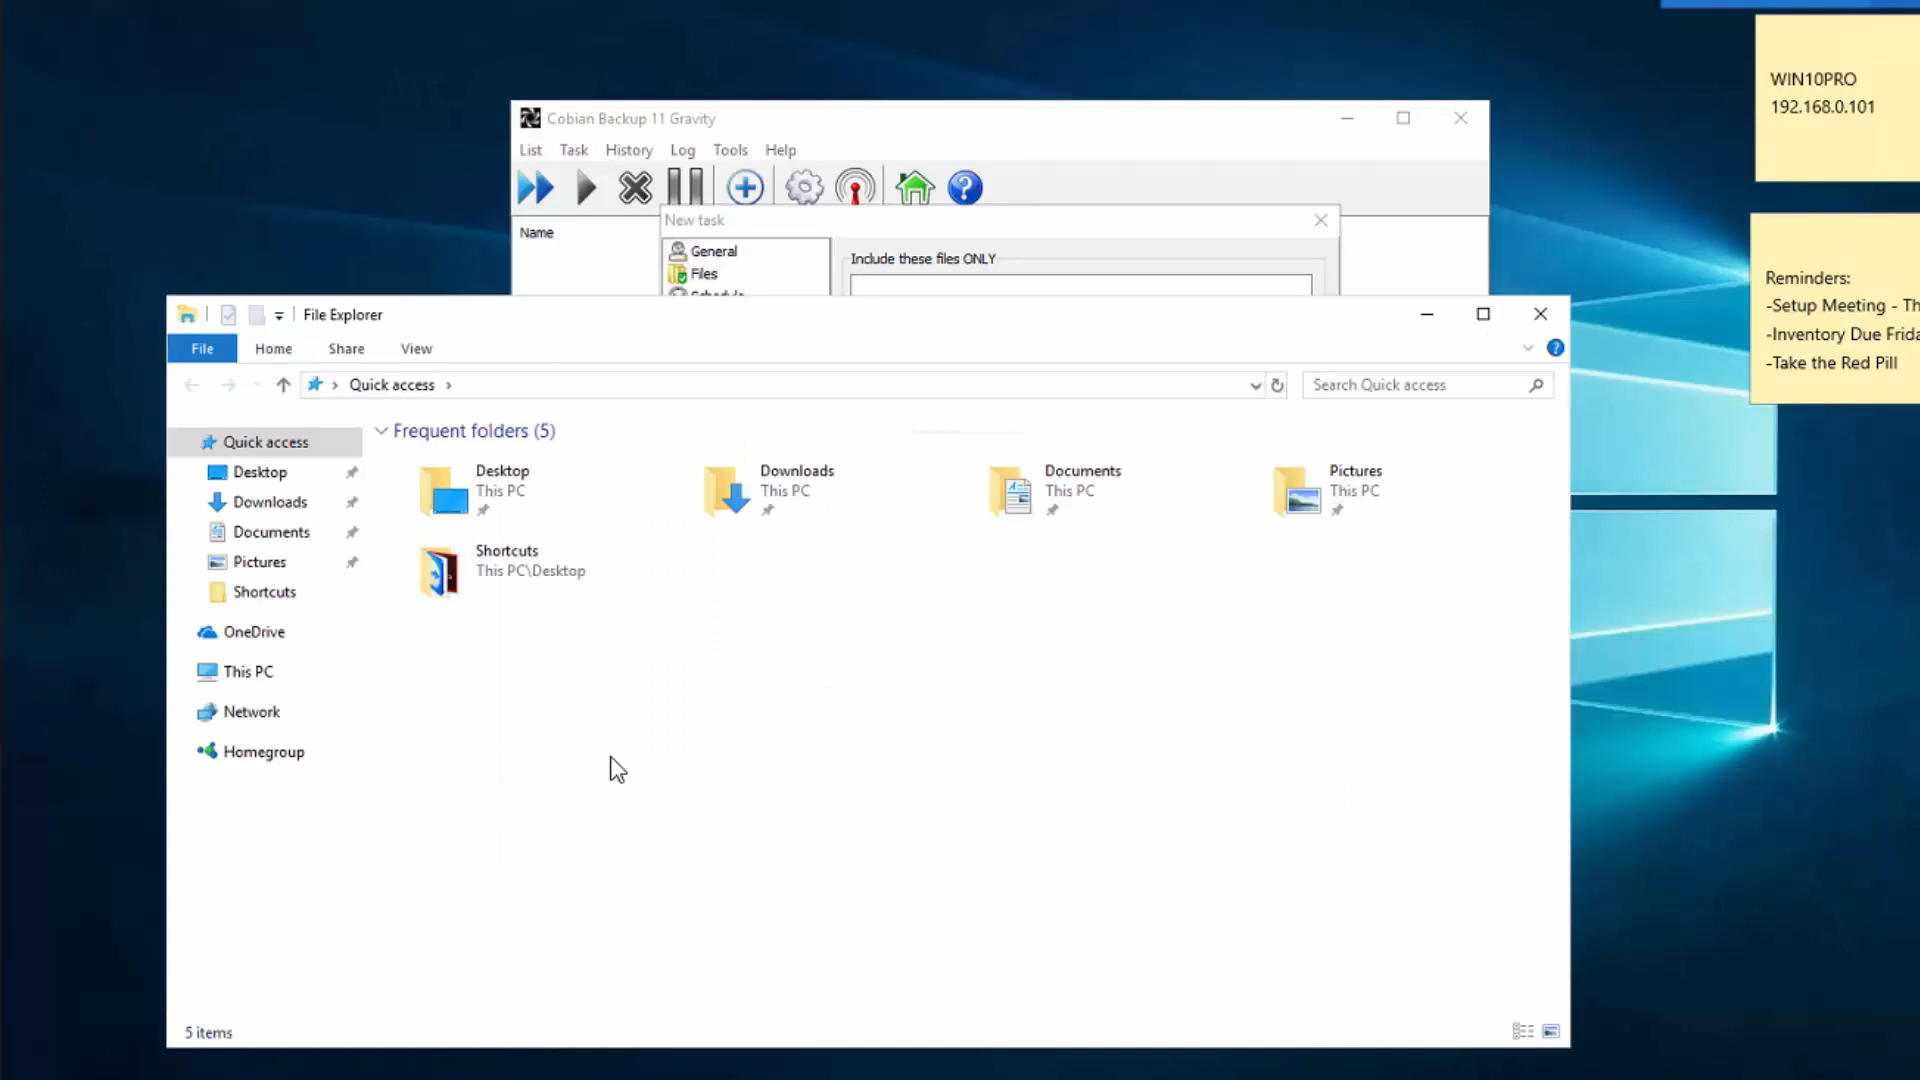 WIN10PRO
192.168.0.101
Cobian Backup 11 Gravity
List Task History Log Tools Help
Name
New task
General
Files
Include these files ONLY
Schedule
Reminders:
-Setup Meeting - Th
-Inventory Due Frida
-Take the Red Pill
File Explorer
File Home Share View
Quick access
Search Quick access
Quick access
Desktop
Downloads
Documents
Pictures
Shortcuts
OneDrive
This PC
Network
Homegroup
Frequent folders (5)
Desktop
This PC
Downloads
This PC
Documents
This PC
Pictures
This PC
Shortcuts
This PC\Desktop
5 items